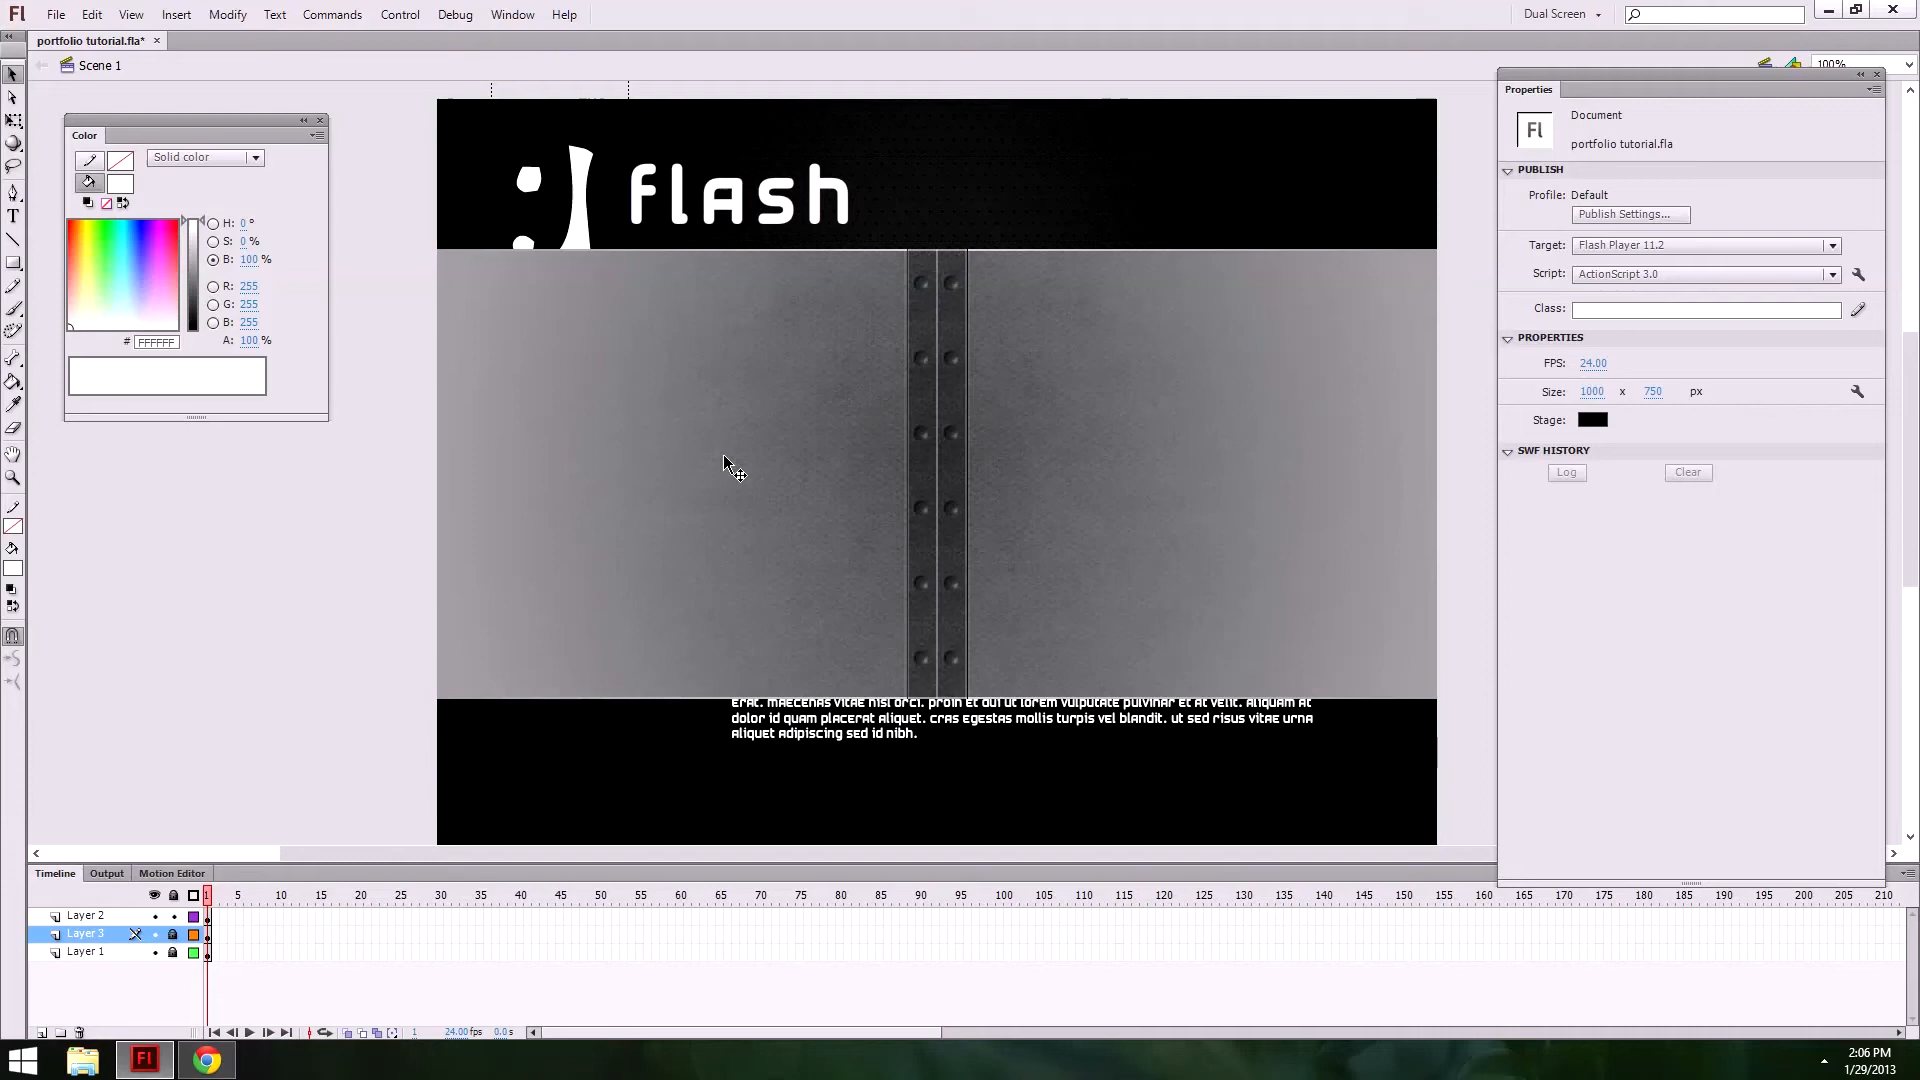 Fl File Edit View Insert Modify Text Commands Control Debug Window Help Dual Screen
portfolio tutorial.fla*
Scene 1
100%
Color
Solid color
H: 0 °
S: 0 %
B: 100 %
R: 255
G: 255
B: 255
A: 100 %
# FFFFFF
flash
erat. maecenas vitae nisl orci. proin et dui ut lorem vulputate pulvinar et at velit. aliquam at
dolor id quam placerat aliquet. cras egestas mollis turpis vel blandit. ut sed risus vitae urna
aliquet adipiscing sed id nibh.
Properties
Fl
Document
portfolio tutorial.fla
PUBLISH
Profile: Default
Publish Settings...
Target: Flash Player 11.2
Script: ActionScript 3.0
Class:
PROPERTIES
FPS: 24.00
Size: 1000 x 750 px
Stage:
SWF HISTORY
Log Clear
Timeline Output Motion Editor
1 5 10 15 20 25 30 35 40 45 50 55 60 65 70 75 80 85 90 95 100 105 110 115 120 125 130 135 140 145 150 155 160 165 170 175 180 185 190 195 200 205 210
Layer 2
Layer 3
Layer 1
1 24.00 fps 0.0 s
Fl
2:06 PM
1/29/2013